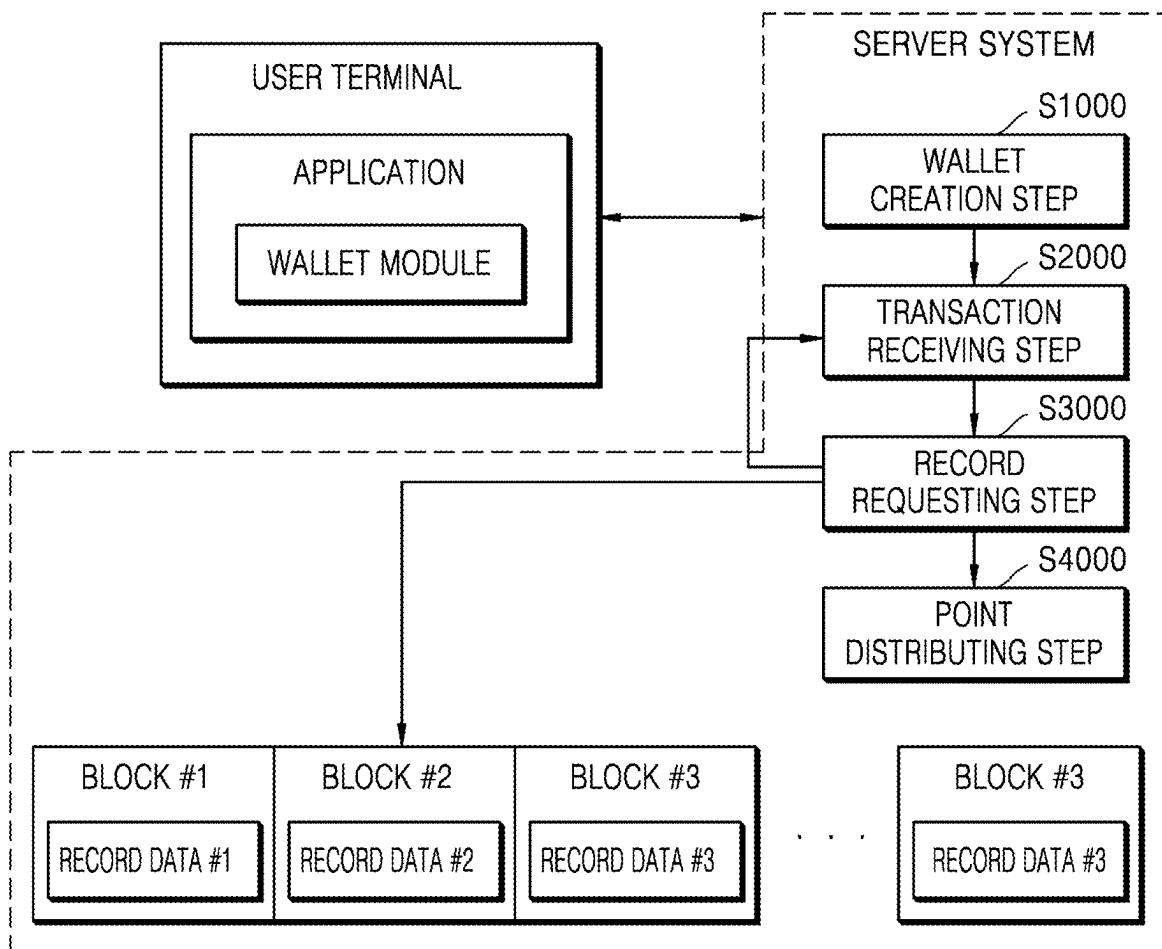 USER TERMINAL
APPLICATION
WALLET MODULE
SERVER SYSTEM
S1000
WALLET
CREATION STEP
S2000
TRANSACTION
RECEIVING STEP
S3000
RECORD
REQUESTING STEP
S4000
POINT
DISTRIBUTING STEP
BLOCK #1
RECORD DATA #1
BLOCK #2
RECORD DATA #2
BLOCK #3
RECORD DATA #3
. . .
BLOCK #3
RECORD DATA #3